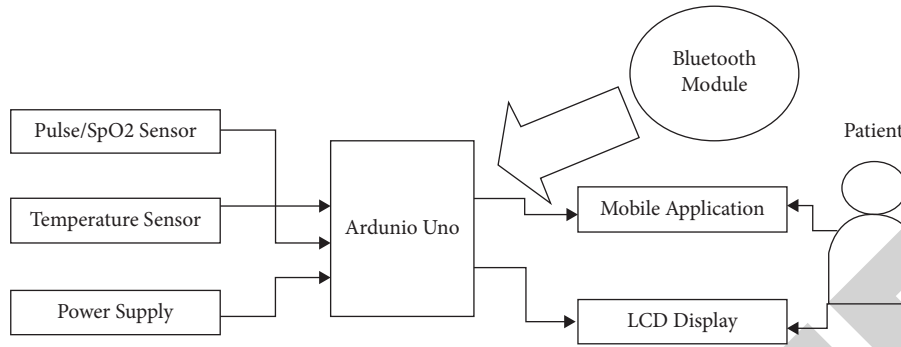 Bluetooth
Module
Pulse/SpO2 Sensor
Patient
Temperature Sensor
Ardunio Uno
Mobile Application
Power Supply
LCD Display